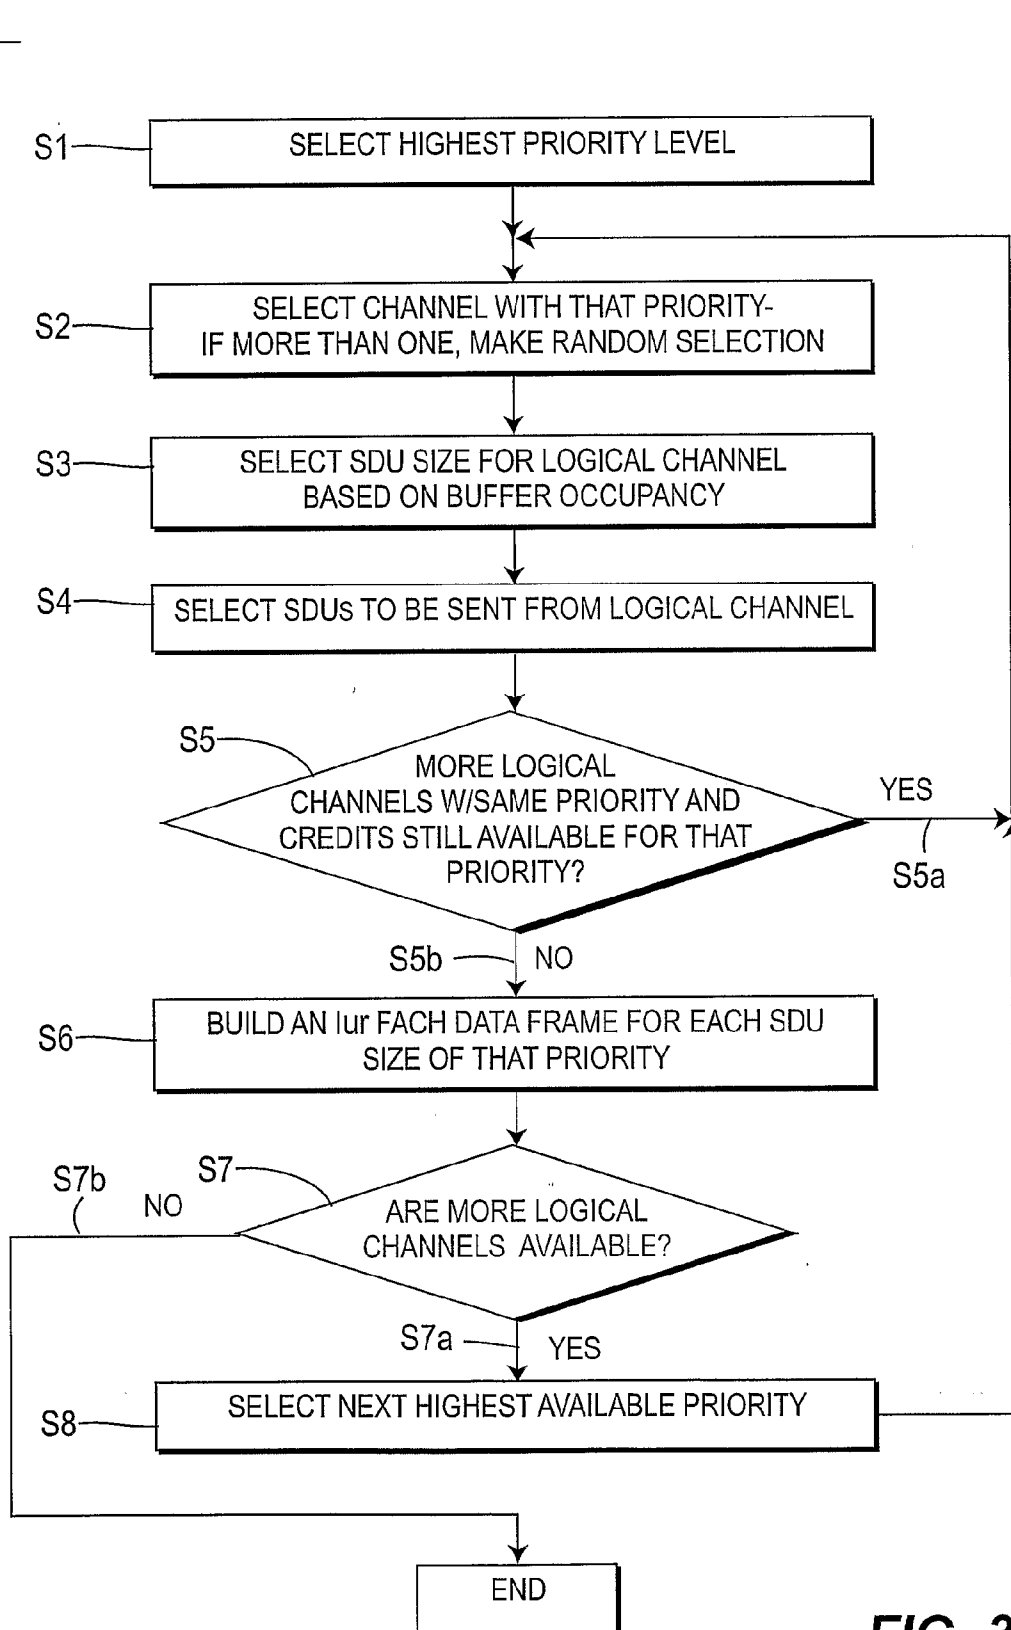 S1
SELECT HIGHEST PRIORITY LEVEL
S2
SELECT CHANNEL WITH THAT PRIORITY-
IF MORE THAN ONE, MAKE RANDOM SELECTION
S3
SELECT SDU SIZE FOR LOGICAL CHANNEL
BASED ON BUFFER OCCUPANCY
S4
SELECT SDUs TO BE SENT FROM LOGICAL CHANNEL
S5
MORE LOGICAL
CHANNELS W/SAME PRIORITY AND
CREDITS STILL AVAILABLE FOR THAT
PRIORITY?
YES
S5a
S5b
NO
S6
BUILD AN Iur FACH DATA FRAME FOR EACH SDU
SIZE OF THAT PRIORITY
S7
S7b
NO
ARE MORE LOGICAL
CHANNELS AVAILABLE?
S7a
YES
S8
SELECT NEXT HIGHEST AVAILABLE PRIORITY
END
FIG.